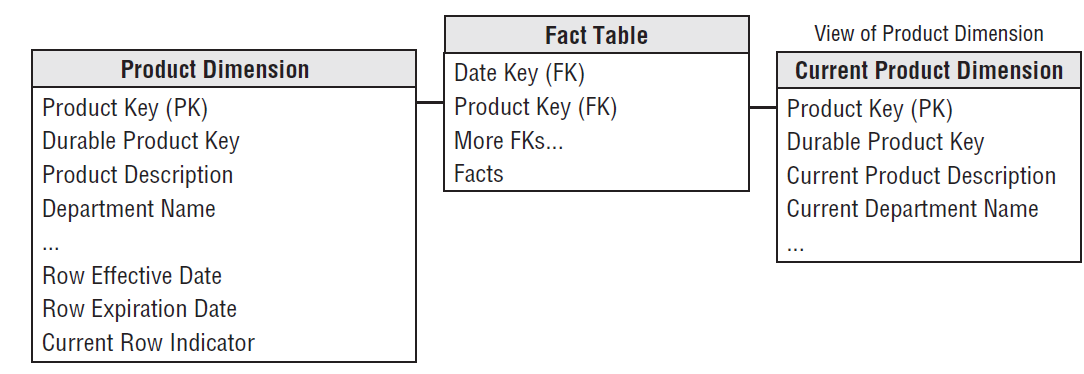 Product Dimension
Product Key (PK)
Durable Product Key
Product Description
Department Name
...
Row Effective Date
Row Expiration Date
Current Row Indicator
Fact Table
Date Key (FK)
Product Key (FK)
More FKs...
Facts
View of Product Dimension
Current Product Dimension
Product Key (PK)
Durable Product Key
Current Product Description
Current Department Name
...